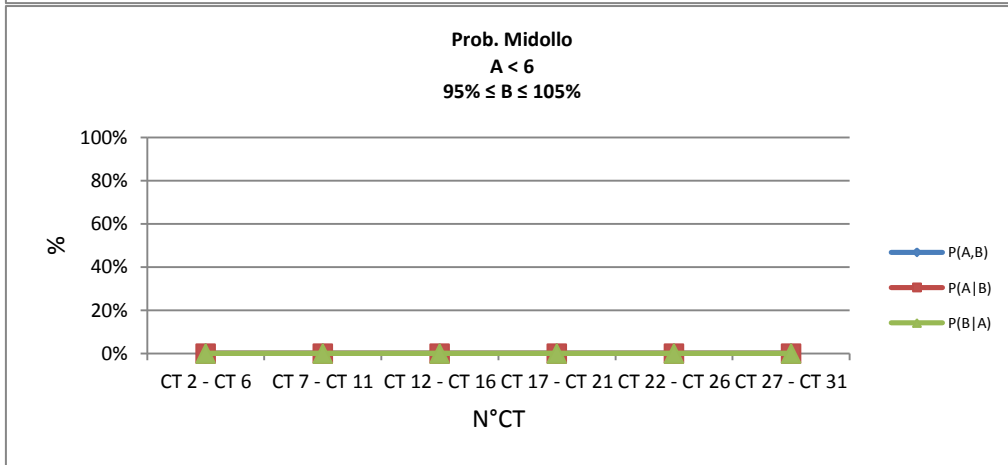 Prob. Midollo
A < 6
95% ≤ B ≤ 105%
100%
80%
60%
40%
20%
0%
%
CT 2 - CT 6 CT 7 - CT 11 CT 12 - CT 16 CT 17 - CT 21 CT 22 - CT 26 CT 27 - CT 31
N°CT
P(A,B)
P(A|B)
P(B|A)